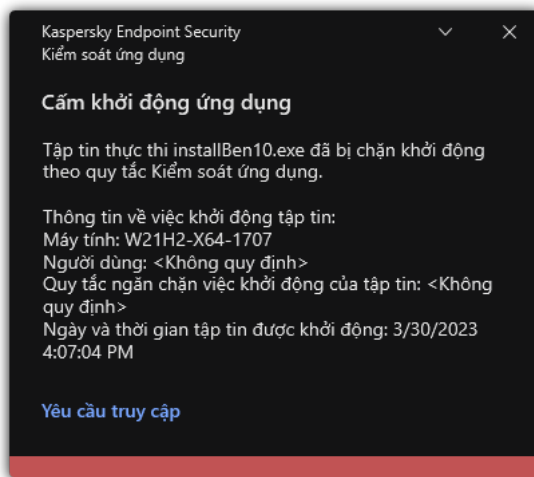 Kaspersky Endpoint Security
Kiểm soát ứng dụng
Cấm khởi động ứng dụng
Tập tin thực thi installBen10.exe đã bị chặn khởi động
theo quy tắc Kiểm soát ứng dụng.
Thông tin về việc khởi động tập tin:
Máy tính: W21H2-X64-1707
Người dùng: <Không quy định>
Quy tắc ngăn chặn việc khởi động của tập tin: <Không
quy định>
Ngày và thời gian tập tin được khởi động: 3/30/2023
4:07:04 PM
Yêu cầu truy cập